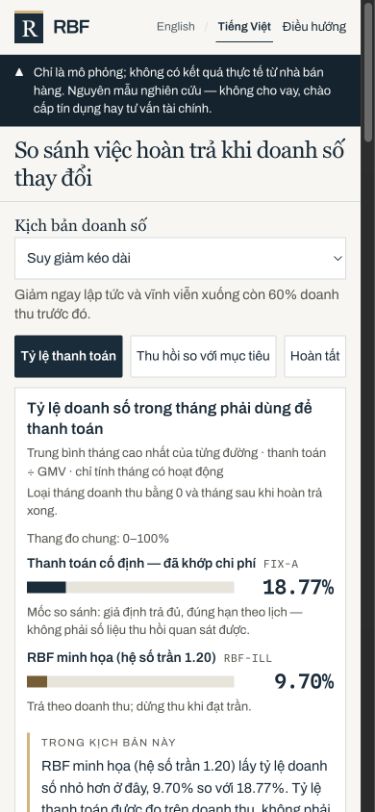 R RBF English / Tiếng Việt Điều hướng
▲ Chỉ là mô phỏng; không có kết quả thực tế từ nhà bán
hàng. Nguyên mẫu nghiên cứu — không cho vay, chào
cấp tín dụng hay tư vấn tài chính.
So sánh việc hoàn trả khi doanh số
thay đổi
Kịch bản doanh số
Suy giảm kéo dài
Giảm ngay lập tức và vĩnh viễn xuống còn 60% doanh
thu trước đó.
Tỷ lệ thanh toán Thu hồi so với mục tiêu Hoàn tất
Tỷ lệ doanh số trong tháng phải dùng để
thanh toán
Trung bình tháng cao nhất của từng đường · thanh toán
÷ GMV · chỉ tính tháng có hoạt động
Loại tháng doanh thu bằng 0 và tháng sau khi hoàn trả
xong.
Thang đo chung: 0–100%
Thanh toán cố định — đã khớp chi phí FIX-A
18.77%
Mốc so sánh: giả định trả đủ, đúng hạn theo lịch —
không phải số liệu thu hồi quan sát được.
RBF minh họa (hệ số trần 1.20) RBF-ILL
9.70%
Trả theo doanh thu; dừng thu khi đạt trần.
TRONG KỊCH BẢN NÀY
RBF minh họa (hệ số trần 1.20) lấy tỷ lệ doanh
số nhỏ hơn ở đây, 9.70% so với 18.77%. Tỷ lệ
thanh toán được đo trên doanh thu, không phải